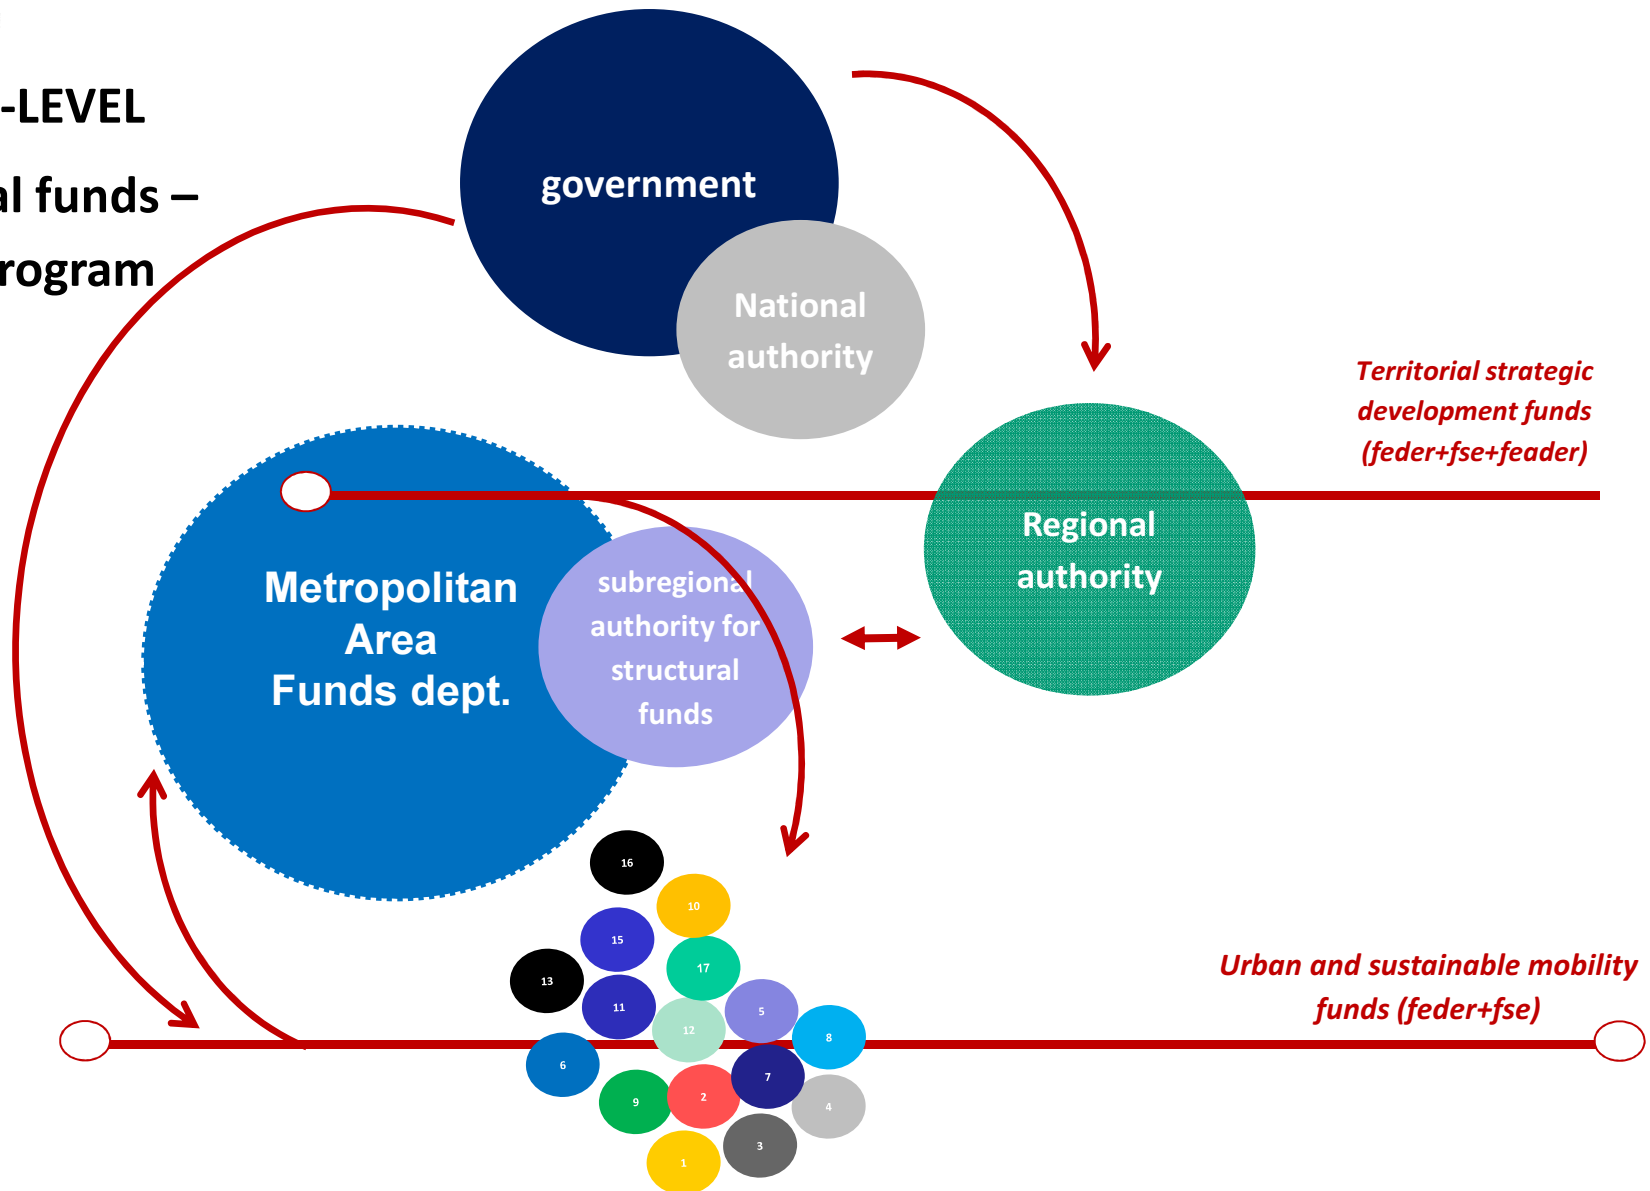 -LEVEL
al funds –
rogram
government
National
authority
Territorial strategic
development funds
(feder+fse+feader)
Regional
authority
Metropolitan
Area
Funds dept.
subregional
authority for
structural
funds
16
10
15
17
13
11
5
12
8
6
7
9
2
4
3
1
Urban and sustainable mobility
funds (feder+fse)